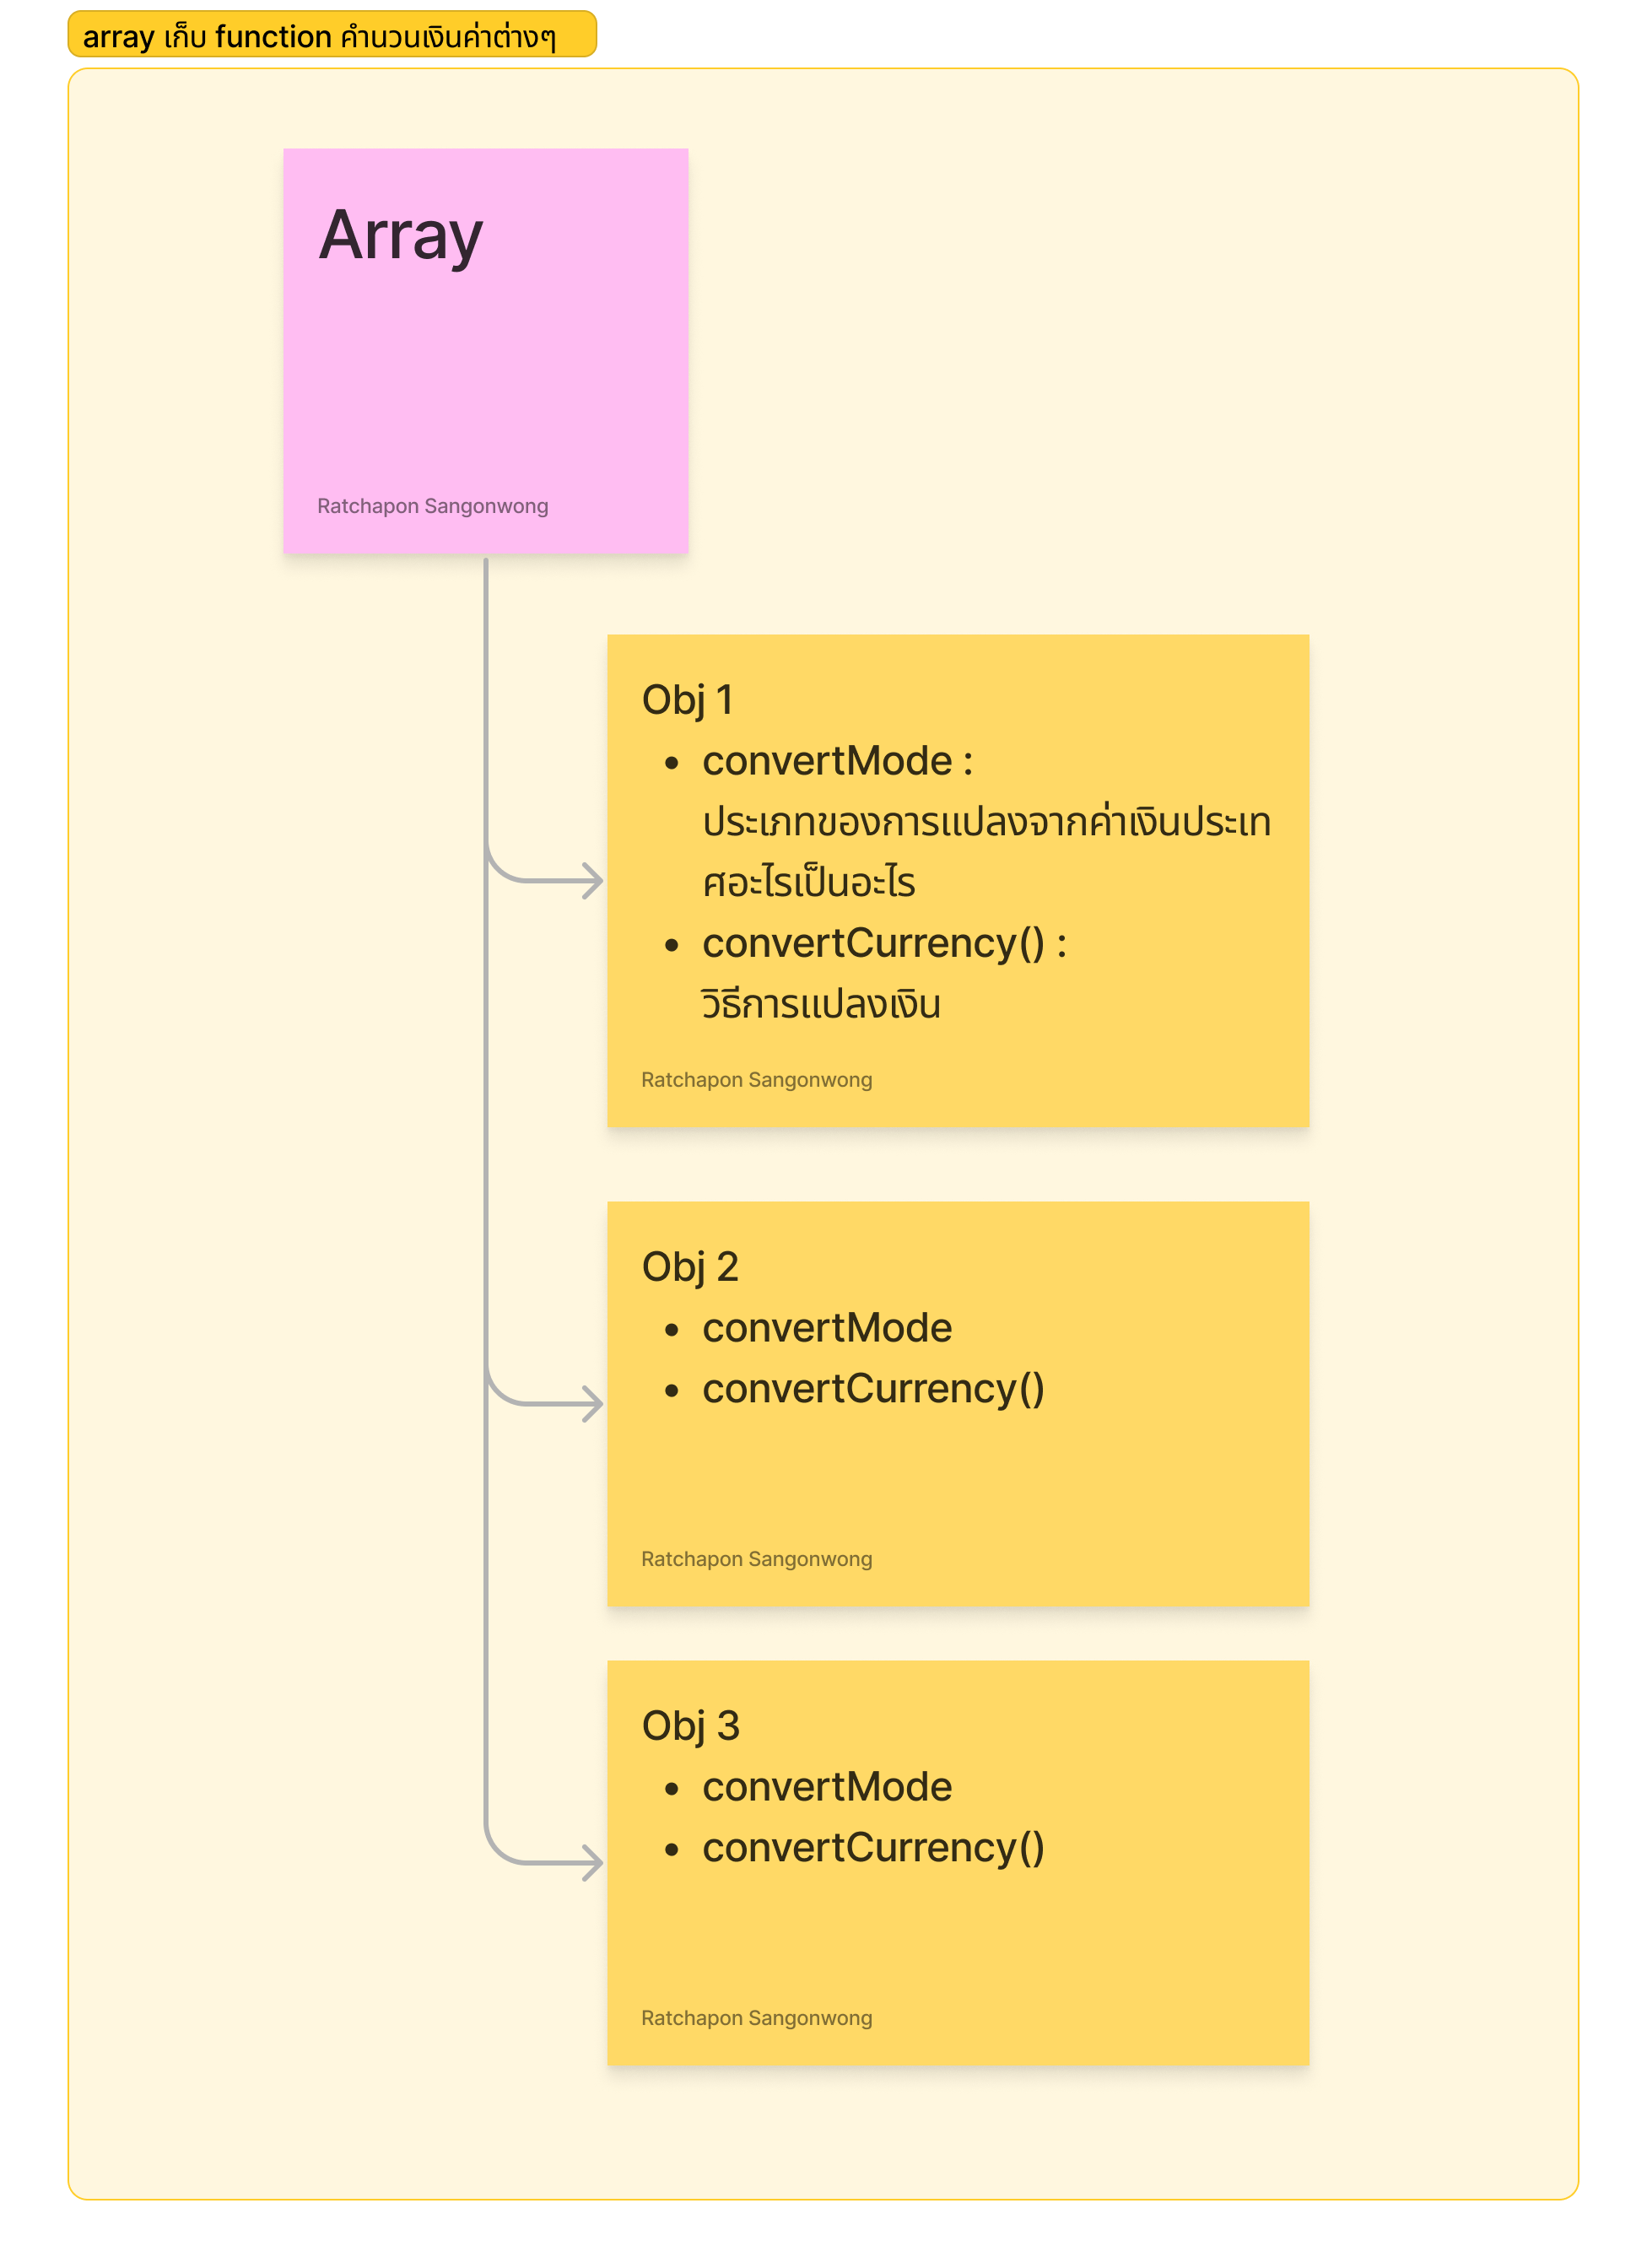 array เก็บ function คำนวนเงินค่าต่างๆ
Array
Ratchapon Sangonwong
Obj 1
• convertMode :
ประเภทของการแปลงจากค่าเงินประเท
ศอะไรเป็นอะไร
• convertCurrency() :
วิธีการแปลงเงิน
Ratchapon Sangonwong
Obj 2
• convertMode
• convertCurrency()
Ratchapon Sangonwong
Obj 3
• convertMode
• convertCurrency()
Ratchapon Sangonwong